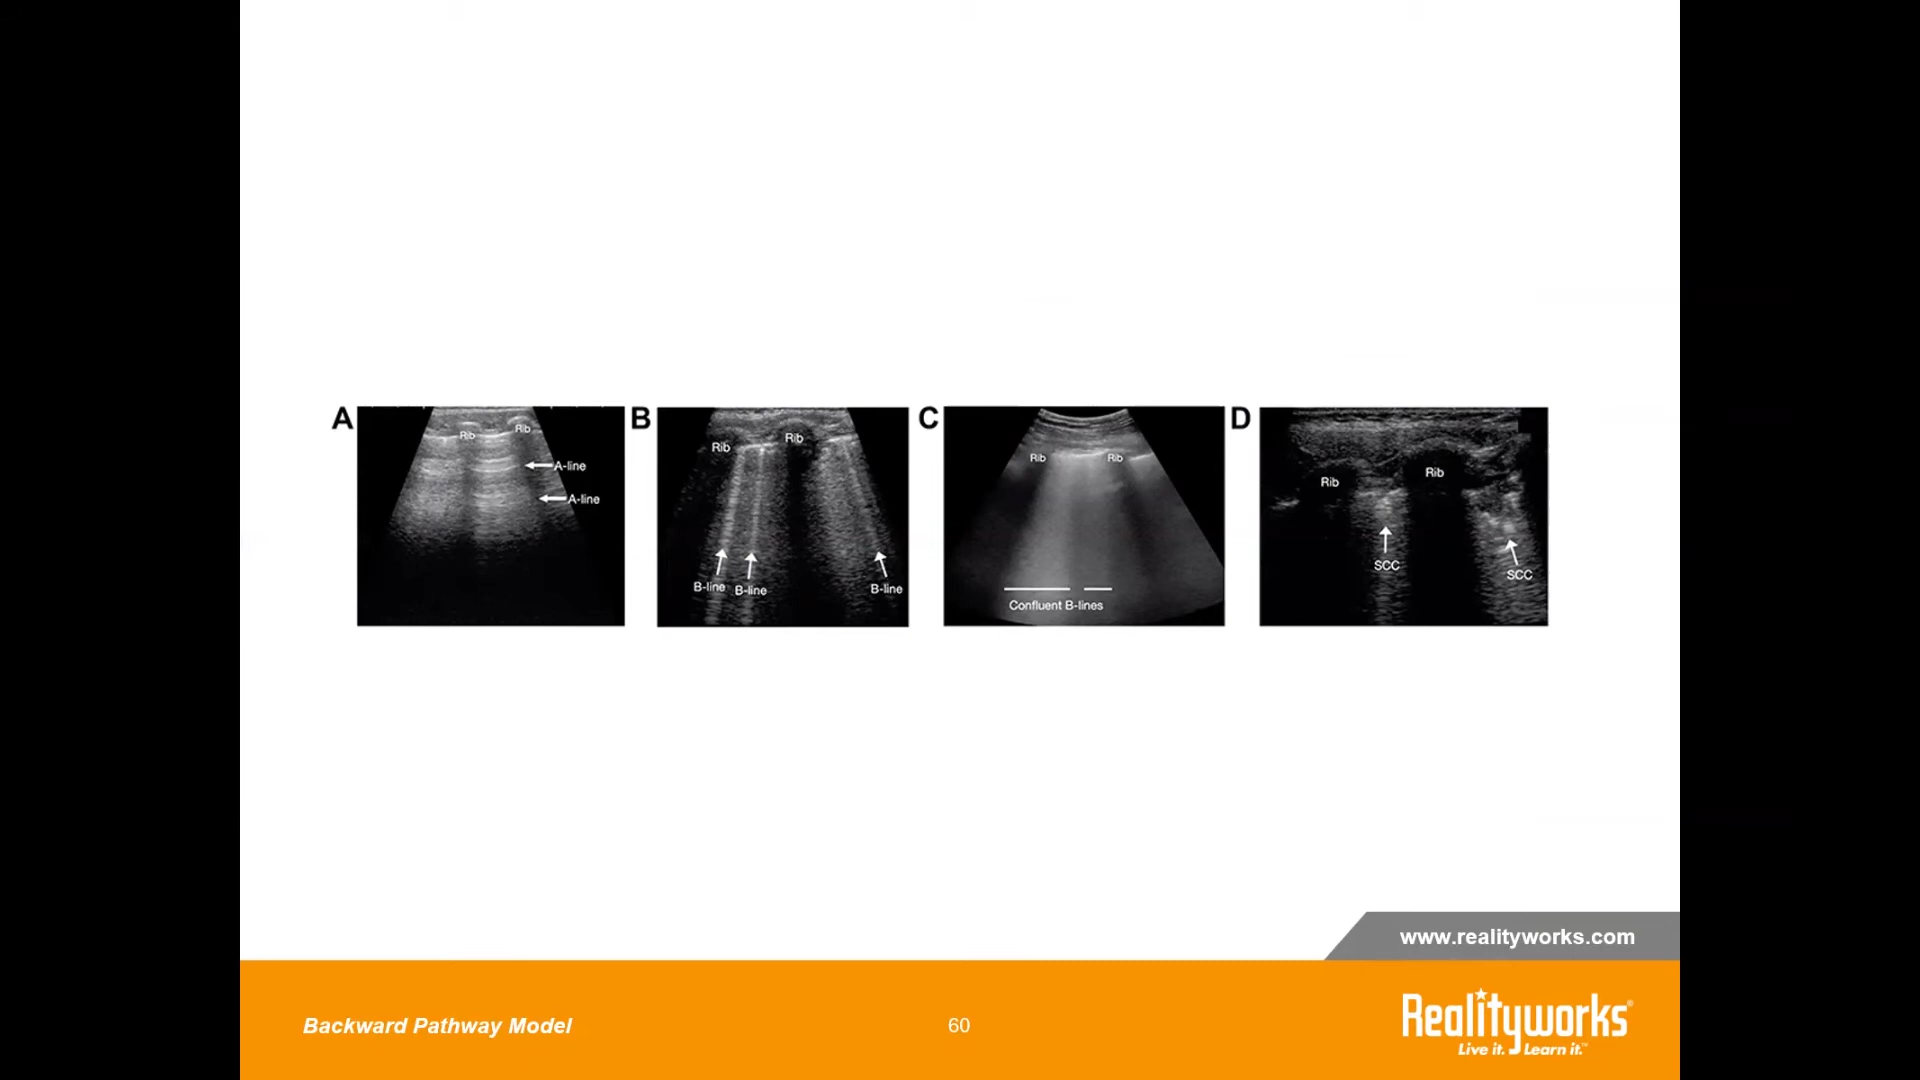 A
Rib
Rib
A-line
A-line
B
Rib
Rib
B-line
B-line
B-line
C
Rib
Rib
Confluent B-lines
D
Rib
Rib
SCC
SCC
www.realityworks.com
Backward Pathway Model
60
Realityworks®
Live it. Learn it.™